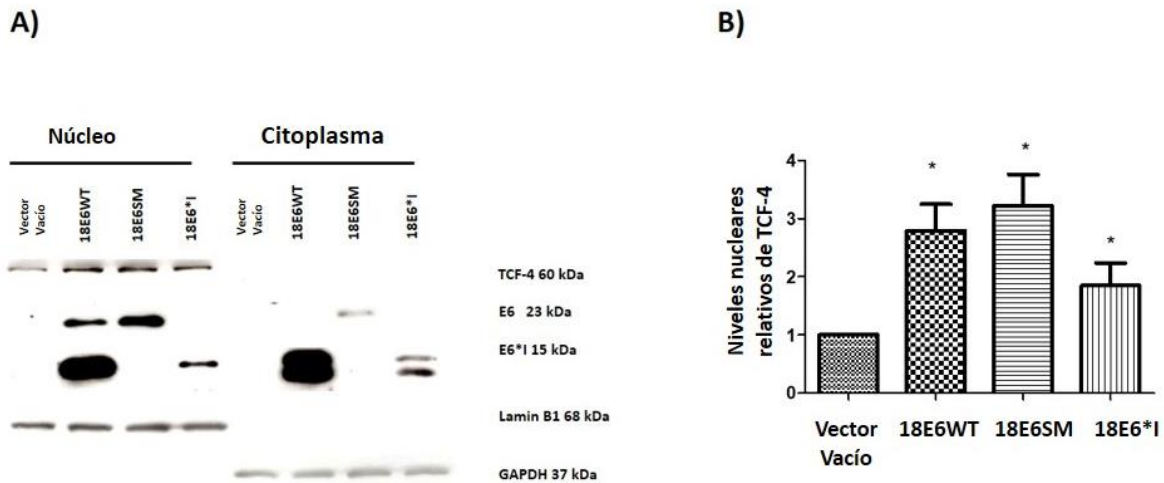 A)
Núcleo
Citoplasma
Vector
Vacío
18E6WT
18E6SM
18E6*I
Vector
Vacío
18E6WT
18E6SM
18E6*I
TCF-4 60 kDa
E6 23 kDa
E6*I 15 kDa
Lamin B1 68 kDa
GAPDH 37 kDa
B)
Niveles nucleares
relativos de TCF-4
4
3
2
1
0
*
*
*
Vector
Vacío
18E6WT
18E6SM
18E6*I